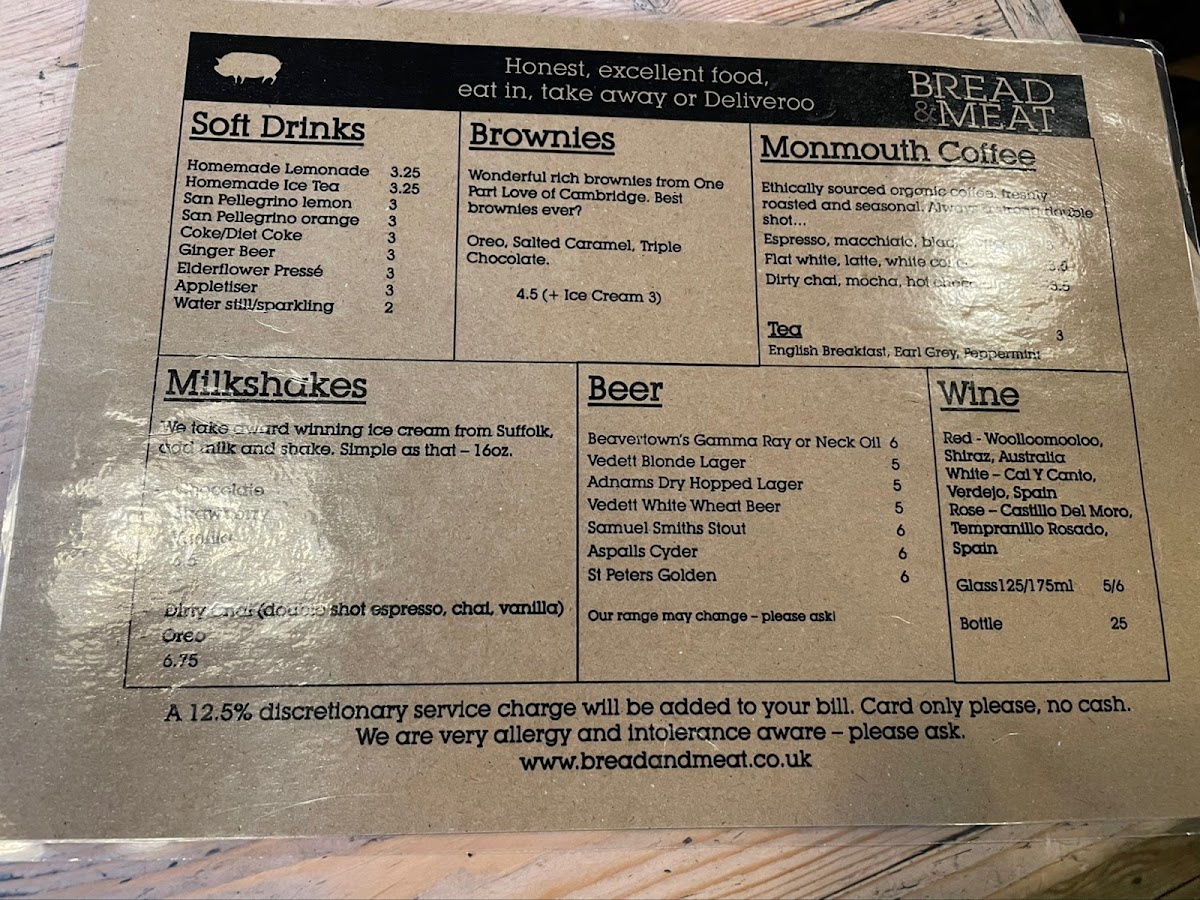 Honest, excellent food,
eat in, take away or Deliveroo
BREAD
&MEAT
Soft Drinks
Homemade Lemonade 3.25
Homemade Ice Tea 3.25
San Pellegrino lemon 3
San Pellegrino orange 3
Coke/Diet Coke 3
Ginger Beer 3
Elderflower Pressé 3
Appletiser 3
Water still/sparkling 2
Brownies
Wonderful rich brownies from One
Part Love of Cambridge. Best
brownies ever?
Oreo, Salted Caramel, Triple
Chocolate.
4.5 (+ Ice Cream 3)
Monmouth Coffee
Ethically sourced organic coffee, freshly
roasted and seasonal. Always a strong double
shot...
Espresso, macchiato,
Flat white, latte, white
Dirty chai, mocha, hot 3.5
Tea 3
English Breakfast, Earl Grey, Peppermint
Milkshakes
We take award winning ice cream from Suffolk,
add milk and shake. Simple as that – 16oz.
Chocolate
Strawberry
Vanilla
Dirty Chai (double shot espresso, chai, vanilla)
Oreo
6.75
Beer
Beavertown's Gamma Ray or Neck Oil 6
Vedett Blonde Lager 5
Adnams Dry Hopped Lager 5
Vedett White Wheat Beer 5
Samuel Smiths Stout 6
Aspalls Cyder 6
St Peters Golden 6
Our range may change – please ask!
Wine
Red - Woolloomooloo,
Shiraz, Australia
White – Cal Y Canto,
Verdejo, Spain
Rose – Castillo Del Moro,
Tempranillo Rosado,
Spain
Glass125/175ml 5/6
Bottle 25
A 12.5% discretionary service charge will be added to your bill. Card only please, no cash.
We are very allergy and intolerance aware – please ask.
www.breadandmeat.co.uk